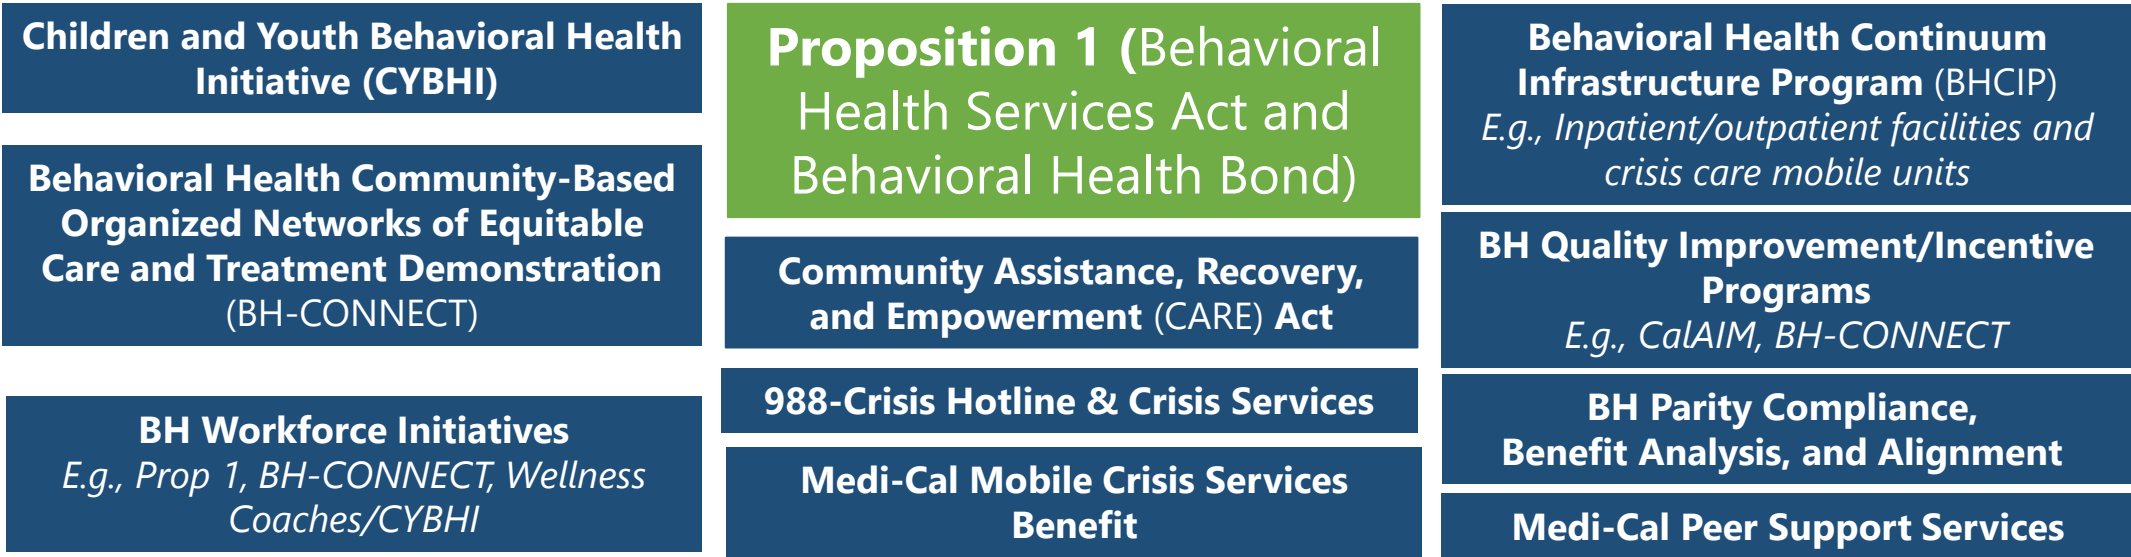 Children and Youth Behavioral Health
Initiative (CYBHI)
Behavioral Health Community-Based
Organized Networks of Equitable
Care and Treatment Demonstration
(BH-CONNECT)
BH Workforce Initiatives
E.g., Prop 1, BH-CONNECT, Wellness
Coaches/CYBHI
Proposition 1 (Behavioral
Health Services Act and
Behavioral Health Bond)
Community Assistance, Recovery,
and Empowerment (CARE) Act
988-Crisis Hotline & Crisis Services
Medi-Cal Mobile Crisis Services
Benefit
Behavioral Health Continuum
Infrastructure Program (BHCIP)
E.g., Inpatient/outpatient facilities and
crisis care mobile units
BH Quality Improvement/Incentive
Programs
E.g., CalAIM, BH-CONNECT
BH Parity Compliance,
Benefit Analysis, and Alignment
Medi-Cal Peer Support Services